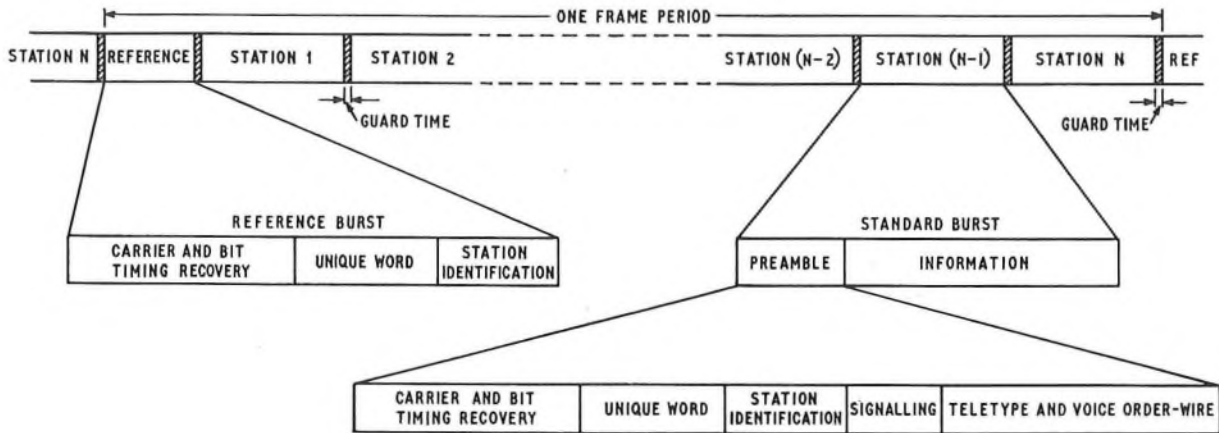 ONE FRAME PERIOD
STATION N REFERENCE STATION 1 STATION 2 STATION (N-2) STATION (N-1) STATION N REF
GUARD TIME GUARD TIME
REFERENCE BURST STANDARD BURST
CARRIER AND BIT
TIMING RECOVERY
UNIQUE WORD
STATION
IDENTIFICATION
PREAMBLE
INFORMATION
CARRIER AND BIT
TIMING RECOVERY
UNIQUE WORD
STATION
IDENTIFICATION
SIGNALLING
TELETYPE AND VOICE ORDER-WIRE